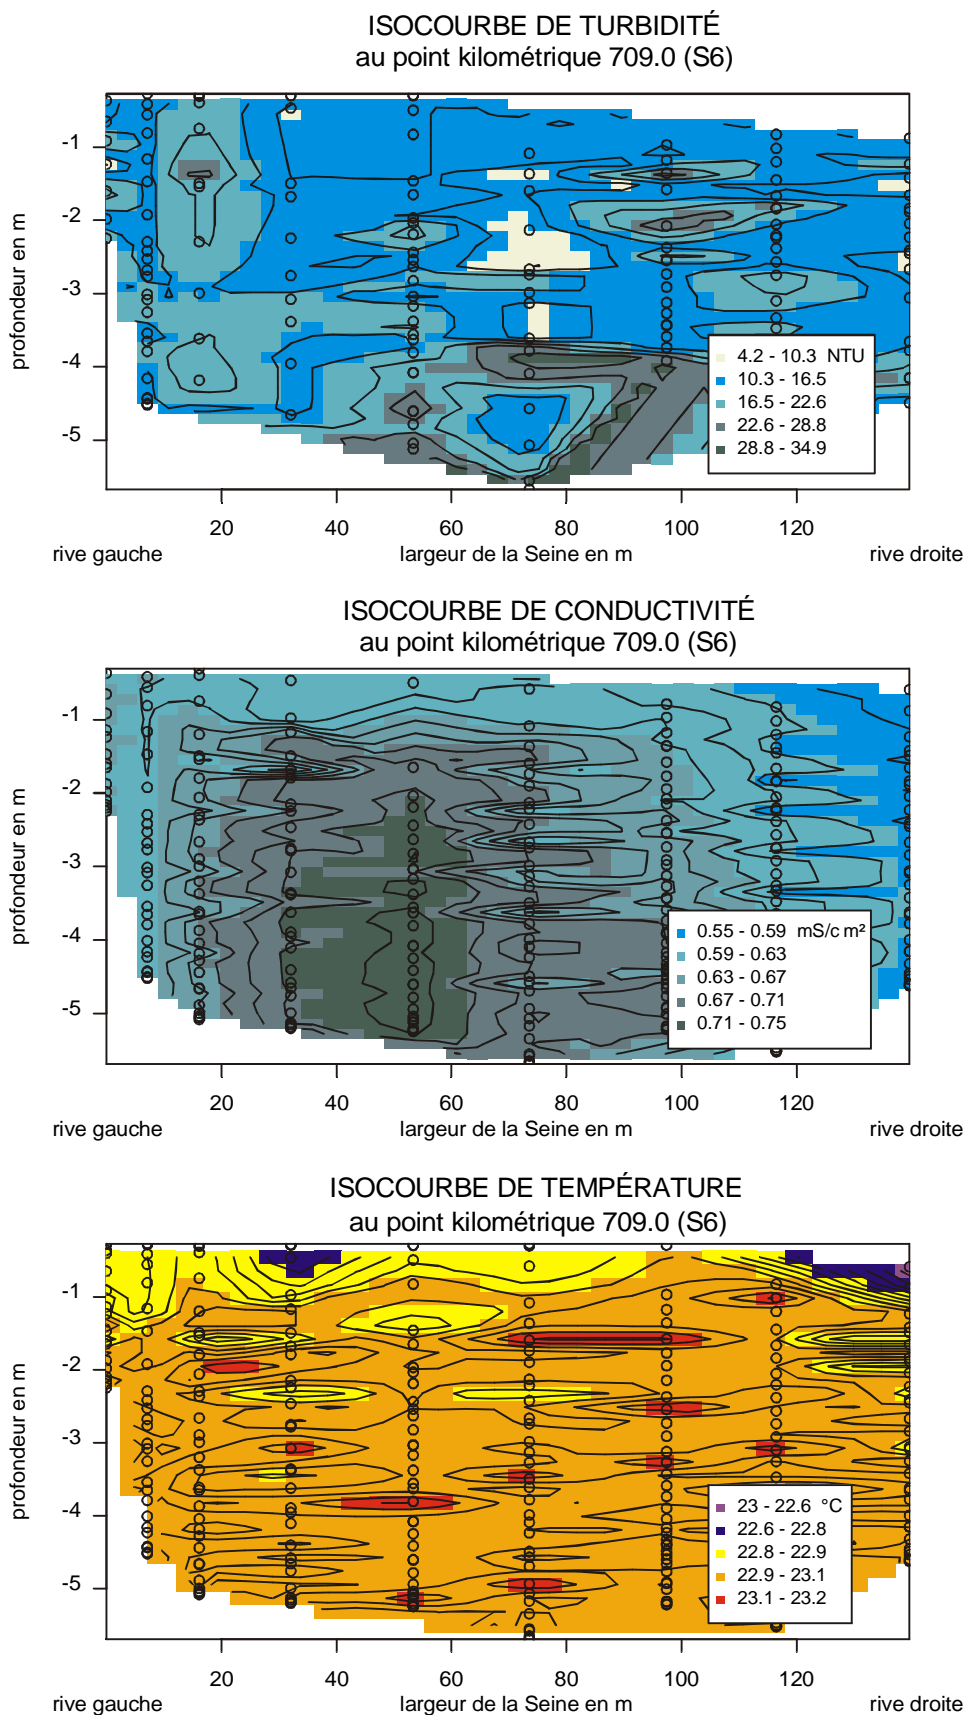 ISOCOURBE DE TURBIDITÉ
au point kilométrique 709.0 (S6)
profondeur en m
-1
-2
-3
-4
-5
4.2 - 10.3 NTU
10.3 - 16.5
16.5 - 22.6
22.6 - 28.8
28.8 - 34.9
20 40 60 80 100 120
rive gauche largeur de la Seine en m rive droite
ISOCOURBE DE CONDUCTIVITÉ
au point kilométrique 709.0 (S6)
profondeur en m
-1
-2
-3
-4
-5
0.55 - 0.59 mS/cm²
0.59 - 0.63
0.63 - 0.67
0.67 - 0.71
0.71 - 0.75
20 40 60 80 100 120
rive gauche largeur de la Seine en m rive droite
ISOCOURBE DE TEMPÉRATURE
au point kilométrique 709.0 (S6)
profondeur en m
-1
-2
-3
-4
-5
23 - 22.6 °C
22.6 - 22.8
22.8 - 22.9
22.9 - 23.1
23.1 - 23.2
20 40 60 80 100 120
rive gauche largeur de la Seine en m rive droite